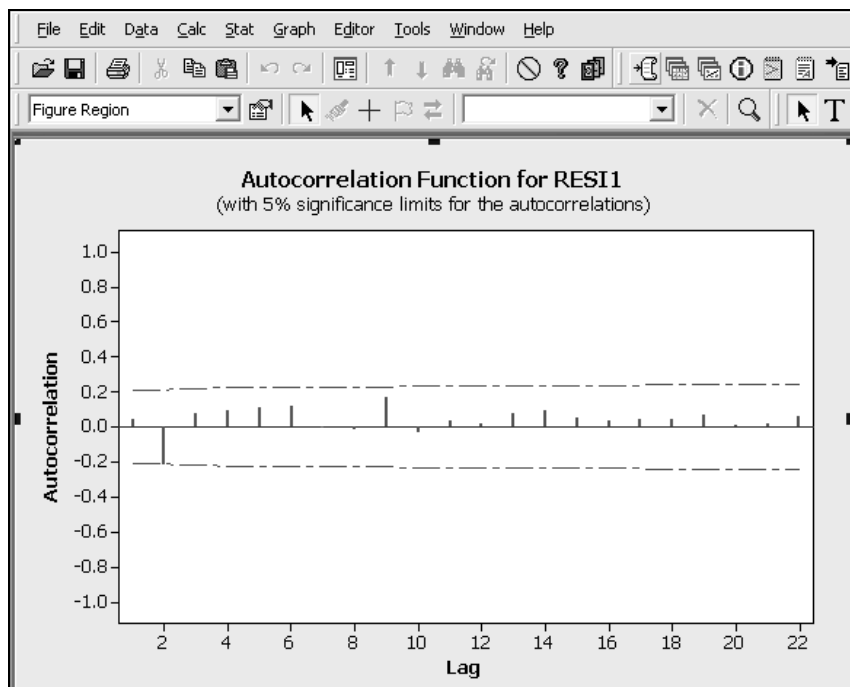 File Edit Data Calc Stat Graph Editor Tools Window Help
Figure Region
T
Autocorrelation Function for RESI1
(with 5% significance limits for the autocorrelations)
1.0
0.8
0.6
0.4
0.2
0.0
-0.2
-0.4
-0.6
-0.8
-1.0
Autocorrelation
2 4 6 8 10 12 14 16 18 20 22
Lag